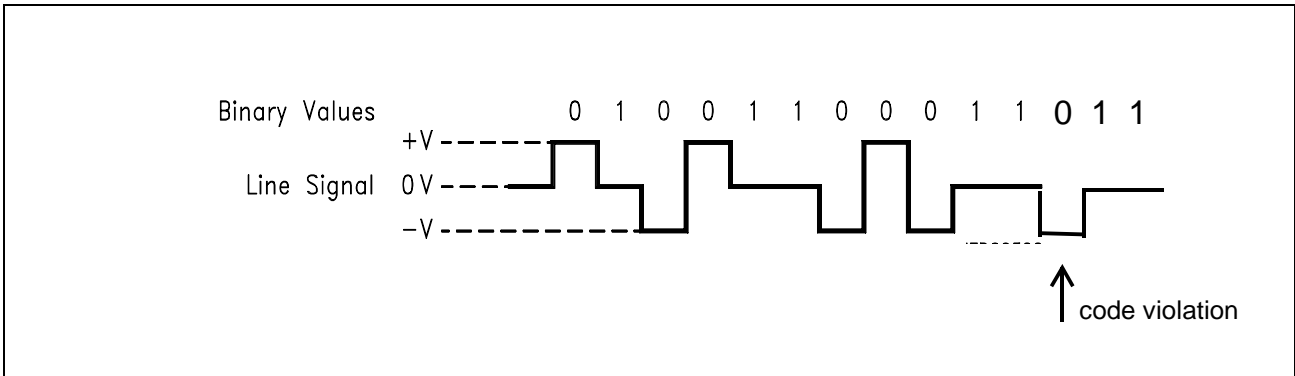 Binary Values 0 1 0 0 1 1 0 0 0 1 1 0 1 1
+V
Line Signal 0V
−V
code violation